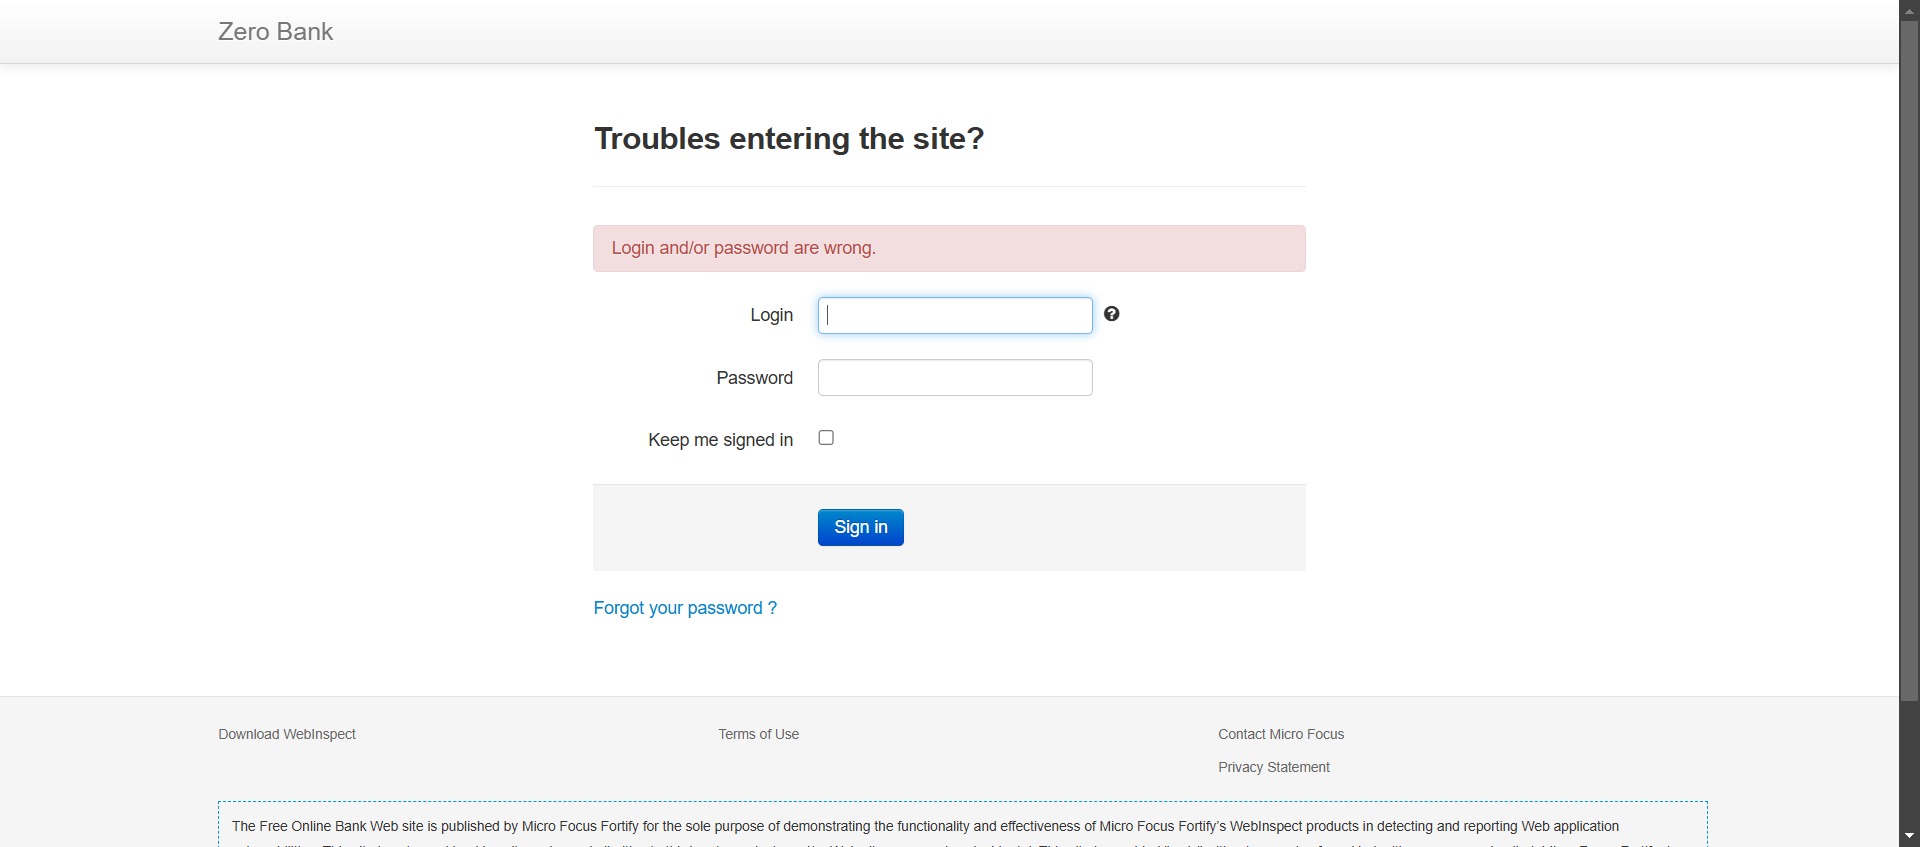 Zero Bank
Troubles entering the site?
Login and/or password are wrong.
Login
Password
Keep me signed in
Sign in
Forgot your password ?
Download WebInspect
Terms of Use
Contact Micro Focus
Privacy Statement
The Free Online Bank Web site is published by Micro Focus Fortify for the sole purpose of demonstrating the functionality and effectiveness of Micro Focus Fortify’s WebInspect products in detecting and reporting Web application